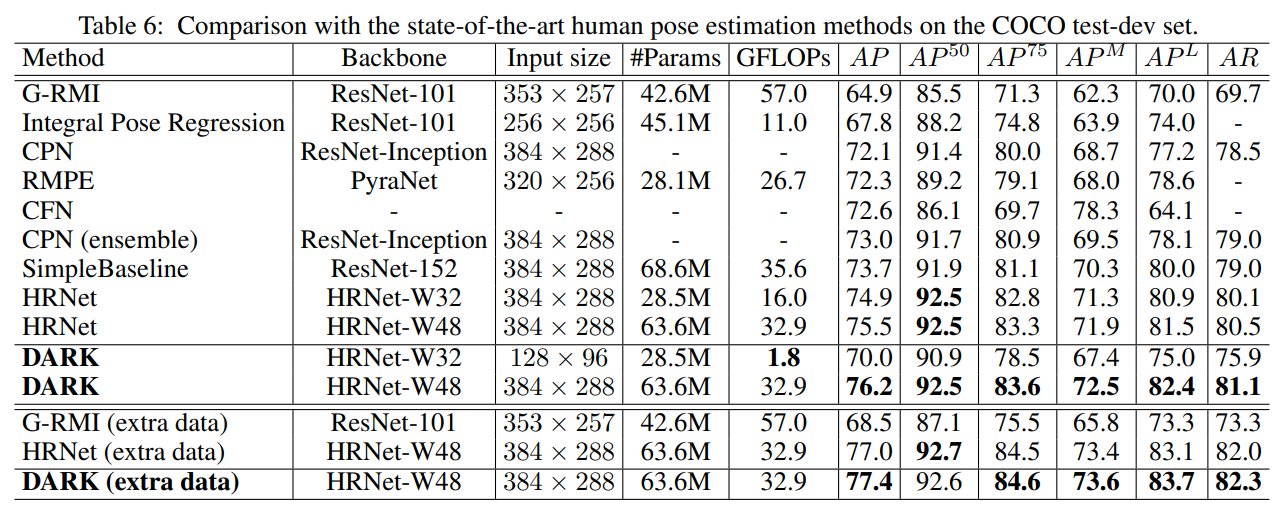 Table 6: Comparison with the state-of-the-art human pose estimation methods on the COCO test-dev set.
Method Backbone Input size #Params GFLOPs AP AP^50 AP^75 AP^M AP^L AR
G-RMI ResNet-101 353 × 257 42.6M 57.0 64.9 85.5 71.3 62.3 70.0 69.7
Integral Pose Regression ResNet-101 256 × 256 45.1M 11.0 67.8 88.2 74.8 63.9 74.0 -
CPN ResNet-Inception 384 × 288 - - 72.1 91.4 80.0 68.7 77.2 78.5
RMPE PyraNet 320 × 256 28.1M 26.7 72.3 89.2 79.1 68.0 78.6 -
CFN - - - - 72.6 86.1 69.7 78.3 64.1 -
CPN (ensemble) ResNet-Inception 384 × 288 - - 73.0 91.7 80.9 69.5 78.1 79.0
SimpleBaseline ResNet-152 384 × 288 68.6M 35.6 73.7 91.9 81.1 70.3 80.0 79.0
HRNet HRNet-W32 384 × 288 28.5M 16.0 74.9 92.5 82.8 71.3 80.9 80.1
HRNet HRNet-W48 384 × 288 63.6M 32.9 75.5 92.5 83.3 71.9 81.5 80.5
DARK HRNet-W32 128 × 96 28.5M 1.8 70.0 90.9 78.5 67.4 75.0 75.9
DARK HRNet-W48 384 × 288 63.6M 32.9 76.2 92.5 83.6 72.5 82.4 81.1
G-RMI (extra data) ResNet-101 353 × 257 42.6M 57.0 68.5 87.1 75.5 65.8 73.3 73.3
HRNet (extra data) HRNet-W48 384 × 288 63.6M 32.9 77.0 92.7 84.5 73.4 83.1 82.0
DARK (extra data) HRNet-W48 384 × 288 63.6M 32.9 77.4 92.6 84.6 73.6 83.7 82.3